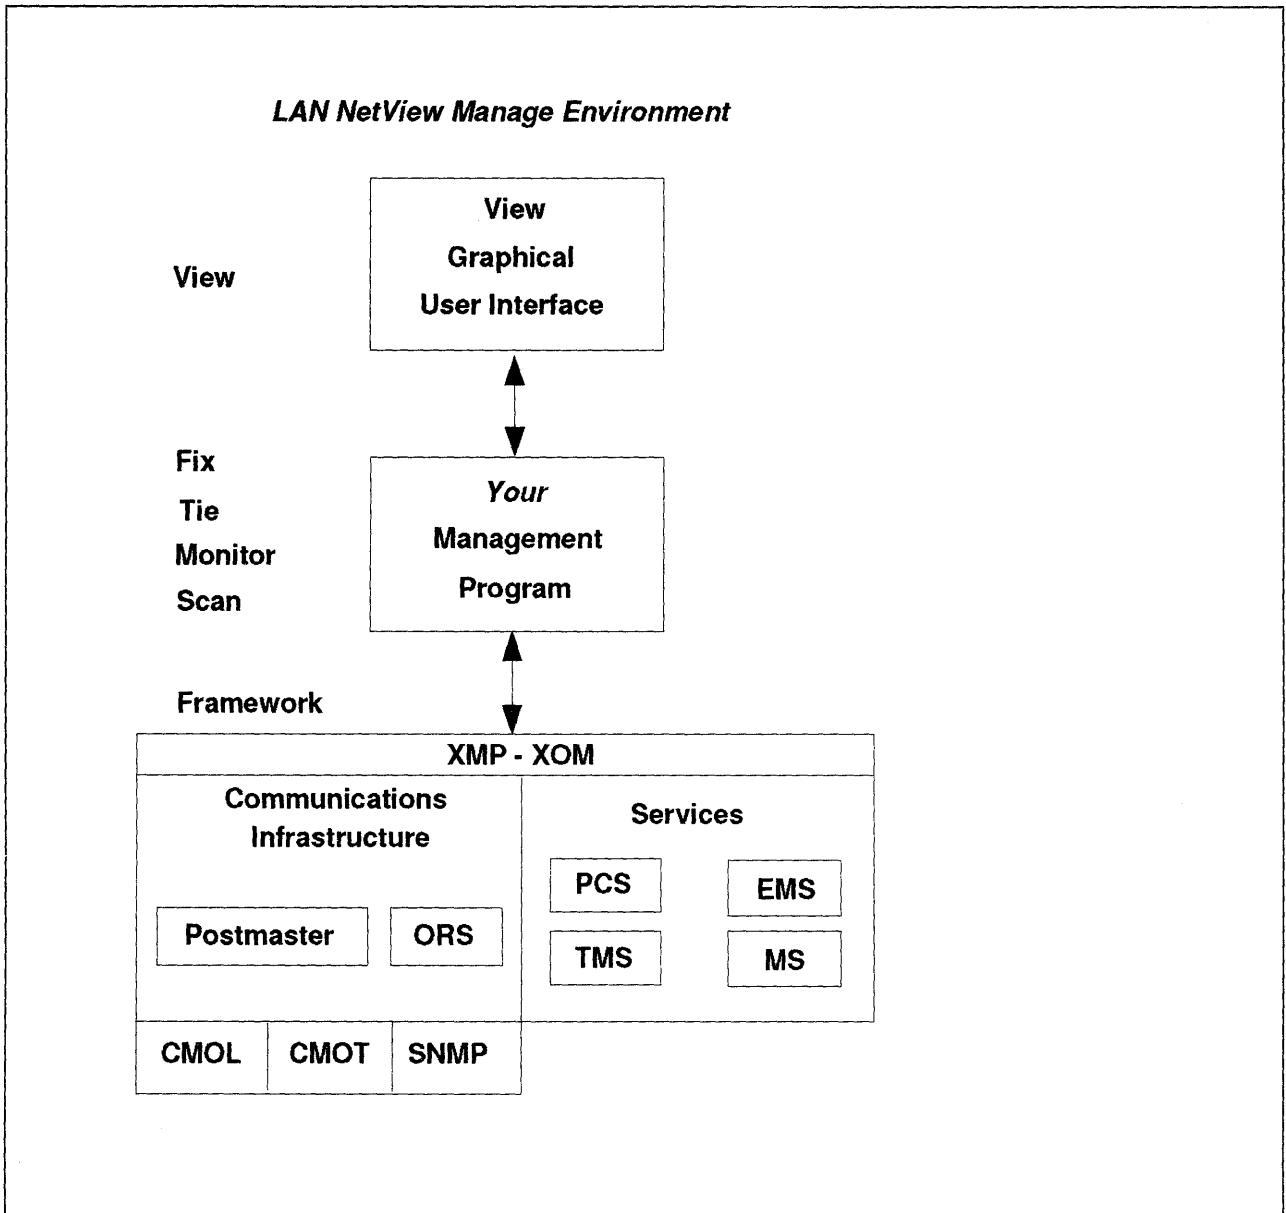 LAN NetView Manage Environment
View
Graphical
User Interface
View
Fix
Tie
Monitor
Scan
Your
Management
Program
Framework
XMP - XOM
Communications
Infrastructure
Services
Postmaster
ORS
PCS
EMS
TMS
MS
CMOL
CMOT
SNMP